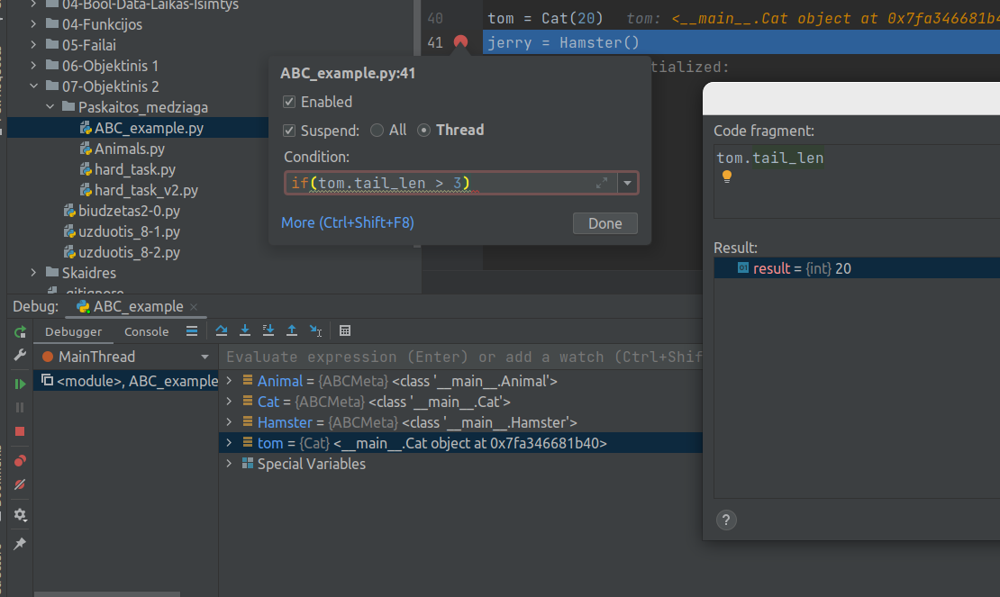 04-Bool-Data-Laikas-Isimtys
04-Funkcijos
05-Failai
06-Objektinis 1
07-Objektinis 2
Paskaitos_medziaga
ABC_example.py
Animals.py
hard_task.py
hard_task_v2.py
biudzetas2-0.py
uzduotis_8-1.py
uzduotis_8-2.py
Skaidres
.gitignore
40 tom = Cat(20) tom: <__main__.Cat object at 0x7fa346681b4
41 jerry = Hamster()
tialized:
ABC_example.py:41
Enabled
Suspend: All Thread
Condition:
if(tom.tail_len > 3)
More (Ctrl+Shift+F8) Done
Code fragment:
tom.tail_len
Result:
01 result = {int} 20
?
Debug: ABC_example
Debugger Console
MainThread
<module>, ABC_example
Evaluate expression (Enter) or add a watch (Ctrl+Shif
Animal = {ABCMeta} <class '__main__.Animal'>
Cat = {ABCMeta} <class '__main__.Cat'>
Hamster = {ABCMeta} <class '__main__.Hamster'>
tom = {Cat} <__main__.Cat object at 0x7fa346681b40>
Special Variables